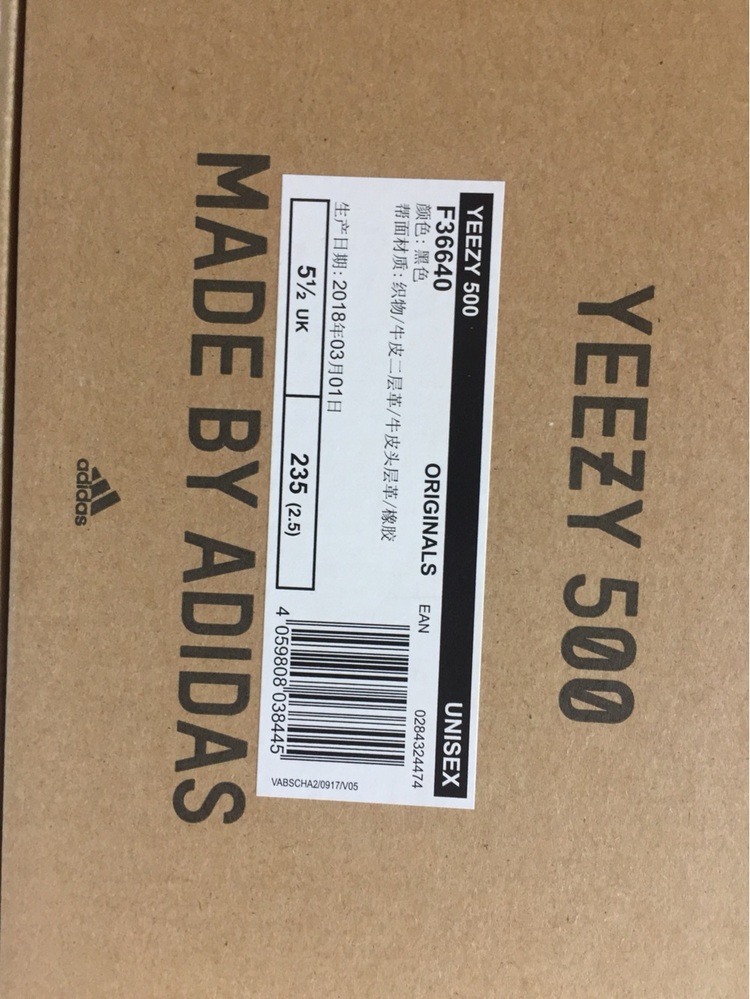 YEEZY 500
YEEZY 500 UNISEX
F36640 ORIGINALS EAN 0284324474
颜色: 黑色
帮面材质: 织物/牛皮二层革/牛皮头层革/橡胶
生产日期: 2018年03月01日
5½ UK 235 (2.5)
4 059808 038445
VABSCHA2/0917/V05
MADE BY ADIDAS
adidas